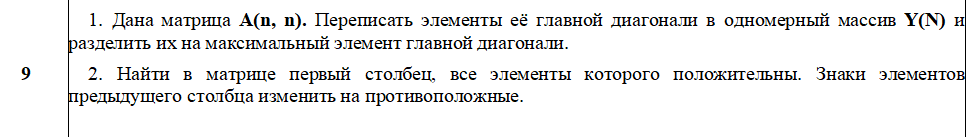 1. Дана матрица A(n, n). Переписать элементы её главной диагонали в одномерный массив Y(N) и
разделить их на максимальный элемент главной диагонали.
9
2. Найти в матрице первый столбец, все элементы которого положительны. Знаки элементов
предыдущего столбца изменить на противоположные.